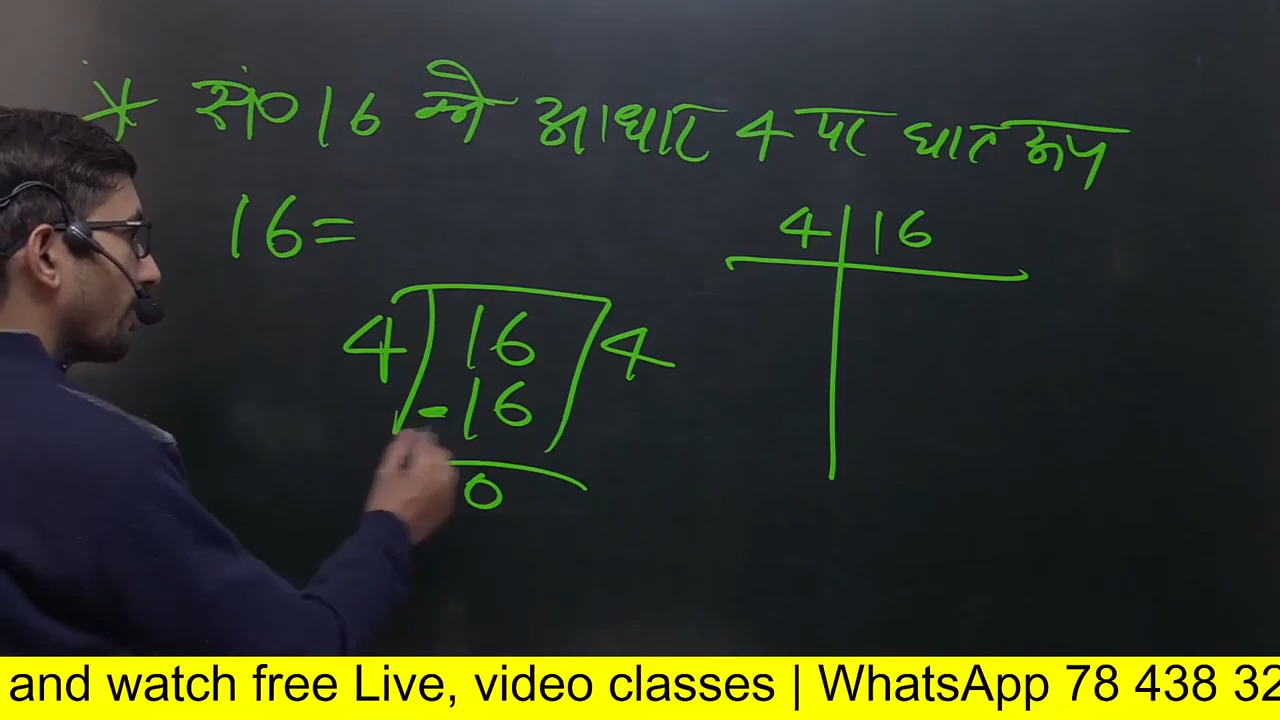 * सं० 16 को आधार 4 पर घात रूप
16=
4 | 16
4 16 4
-16
0
and watch free Live, video classes | WhatsApp 78 438 32